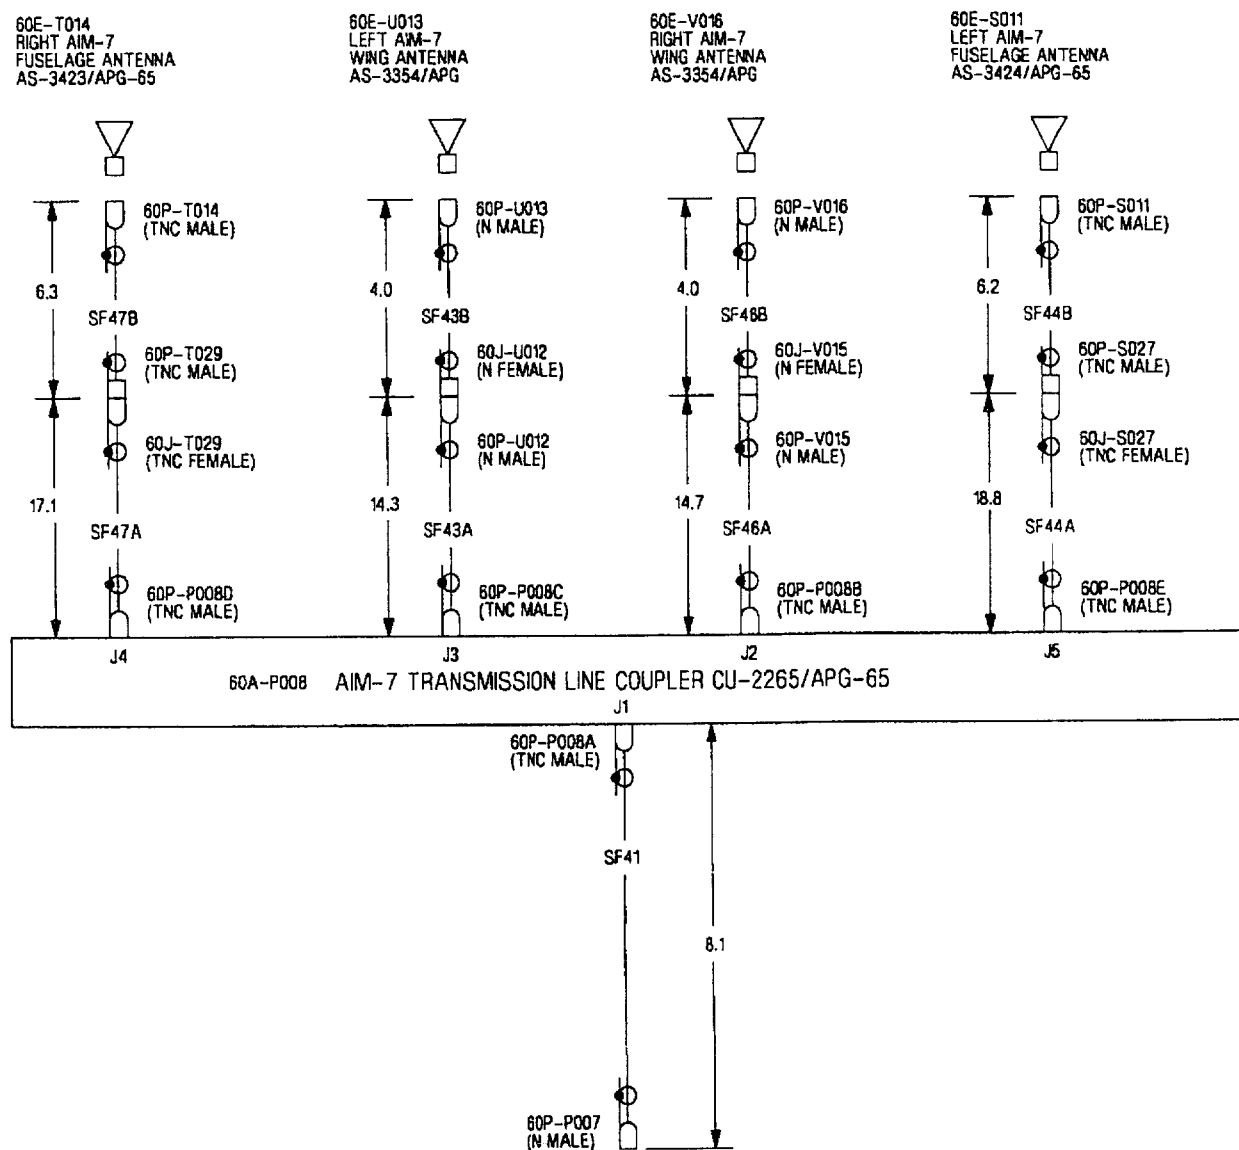 60E-T014
RIGHT AIM-7
FUSELAGE ANTENNA
AS-3423/APG-65
60E-U013
LEFT AIM-7
WING ANTENNA
AS-3354/APG
60E-V016
RIGHT AIM-7
WING ANTENNA
AS-3354/APG
60E-S011
LEFT AIM-7
FUSELAGE ANTENNA
AS-3424/APG-65
60P-T014
(TNC MALE)
60P-U013
(N MALE)
60P-V016
(N MALE)
60P-S011
(TNC MALE)
6.3
4.0
4.0
6.2
SF47B
SF43B
SF46B
SF44B
60P-T029
(TNC MALE)
60J-U012
(N FEMALE)
60J-V015
(N FEMALE)
60P-S027
(TNC MALE)
60J-T029
(TNC FEMALE)
60P-U012
(N MALE)
60P-V015
(N MALE)
60J-S027
(TNC FEMALE)
17.1
14.3
14.7
18.8
SF47A
SF43A
SF46A
SF44A
60P-P008D
(TNC MALE)
60P-P008C
(TNC MALE)
60P-P008B
(TNC MALE)
60P-P008E
(TNC MALE)
J4
J3
J2
J5
60A-P008 AIM-7 TRANSMISSION LINE COUPLER CU-2265/APG-65
J1
60P-P008A
(TNC MALE)
SF41
8.1
60P-P007
(N MALE)